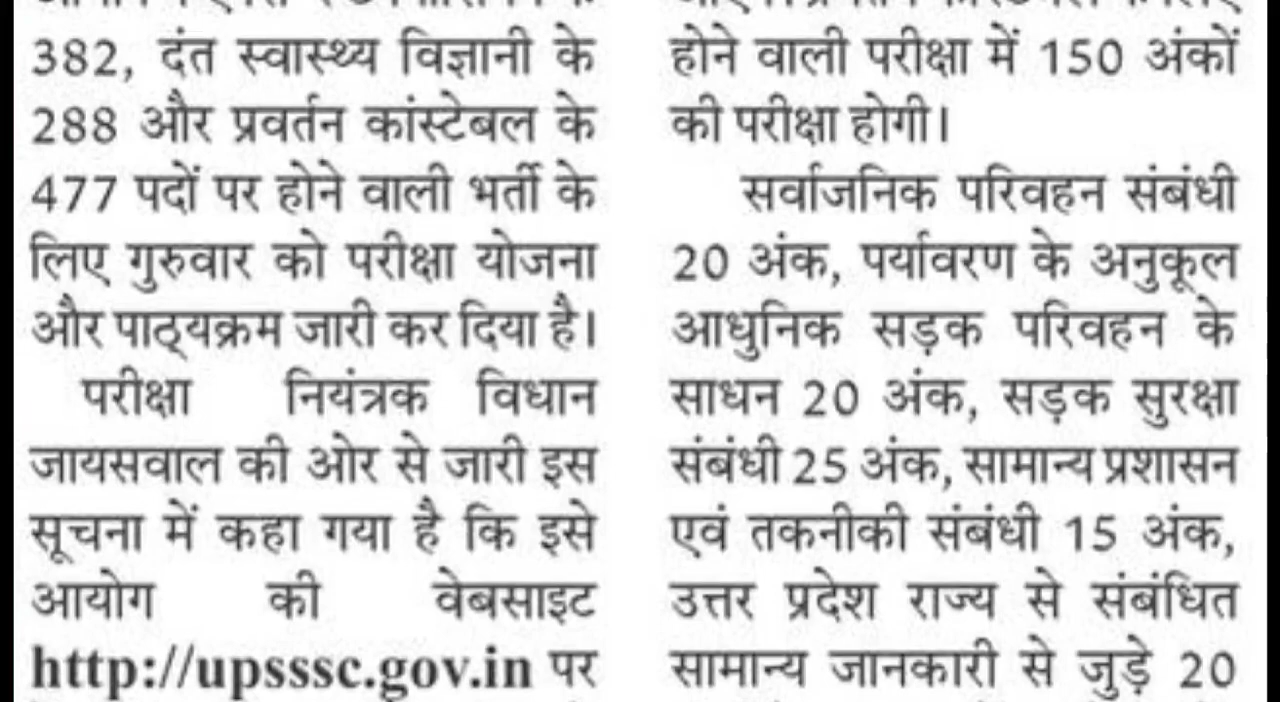 382, दंत स्वास्थ्य विज्ञानी के
288 और प्रवर्तन कांस्टेबल के
477 पदों पर होने वाली भर्ती के
लिए गुरुवार को परीक्षा योजना
और पाठ्यक्रम जारी कर दिया है।
परीक्षा नियंत्रक विधान
जायसवाल की ओर से जारी इस
सूचना में कहा गया है कि इसे
आयोग की वेबसाइट
http://upsssc.gov.in पर
होने वाली परीक्षा में 150 अंकों
की परीक्षा होगी।
सर्वाजनिक परिवहन संबंधी
20 अंक, पर्यावरण के अनुकूल
आधुनिक सड़क परिवहन के
साधन 20 अंक, सड़क सुरक्षा
संबंधी 25 अंक, सामान्य प्रशासन
एवं तकनीकी संबंधी 15 अंक,
उत्तर प्रदेश राज्य से संबंधित
सामान्य जानकारी से जुड़े 20